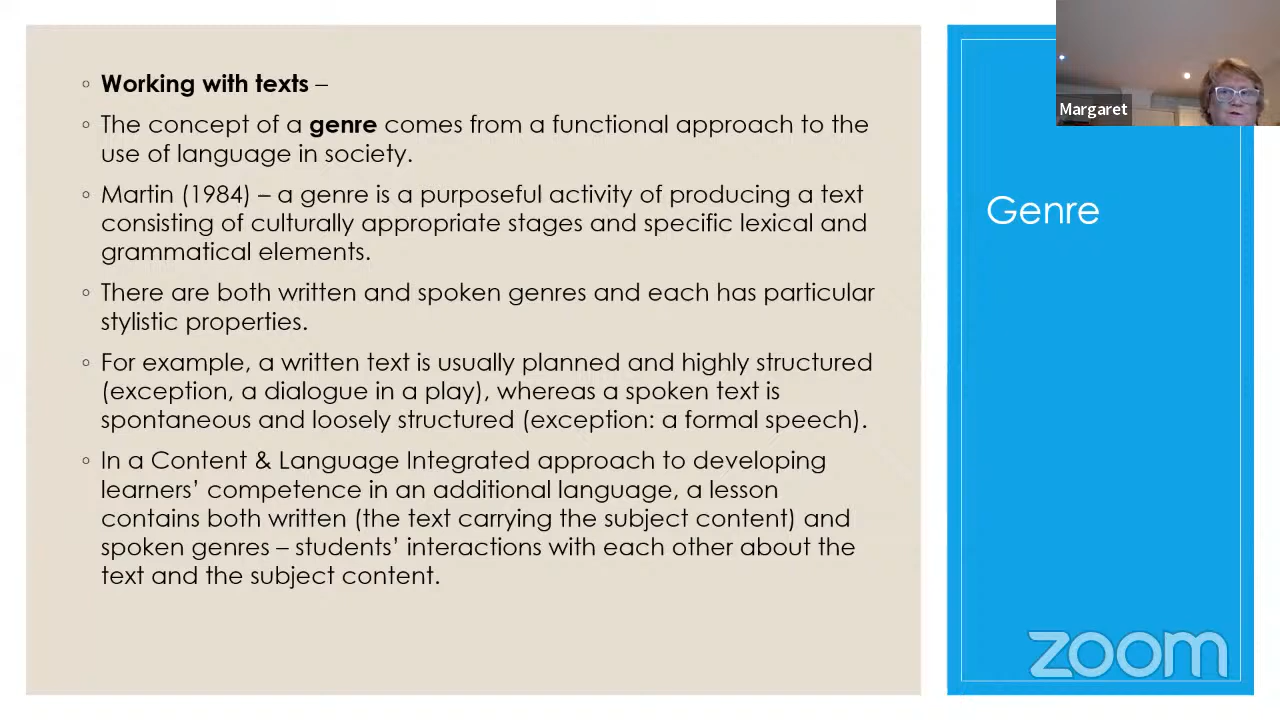 Working with texts –
The concept of a genre comes from a functional approach to the
use of language in society.
Martin (1984) – a genre is a purposeful activity of producing a text
consisting of culturally appropriate stages and specific lexical and
grammatical elements.
There are both written and spoken genres and each has particular
stylistic properties.
For example, a written text is usually planned and highly structured
(exception, a dialogue in a play), whereas a spoken text is
spontaneous and loosely structured (exception: a formal speech).
In a Content & Language Integrated approach to developing
learners’ competence in an additional language, a lesson
contains both written (the text carrying the subject content) and
spoken genres – students’ interactions with each other about the
text and the subject content.
Margaret
Genre
zoom